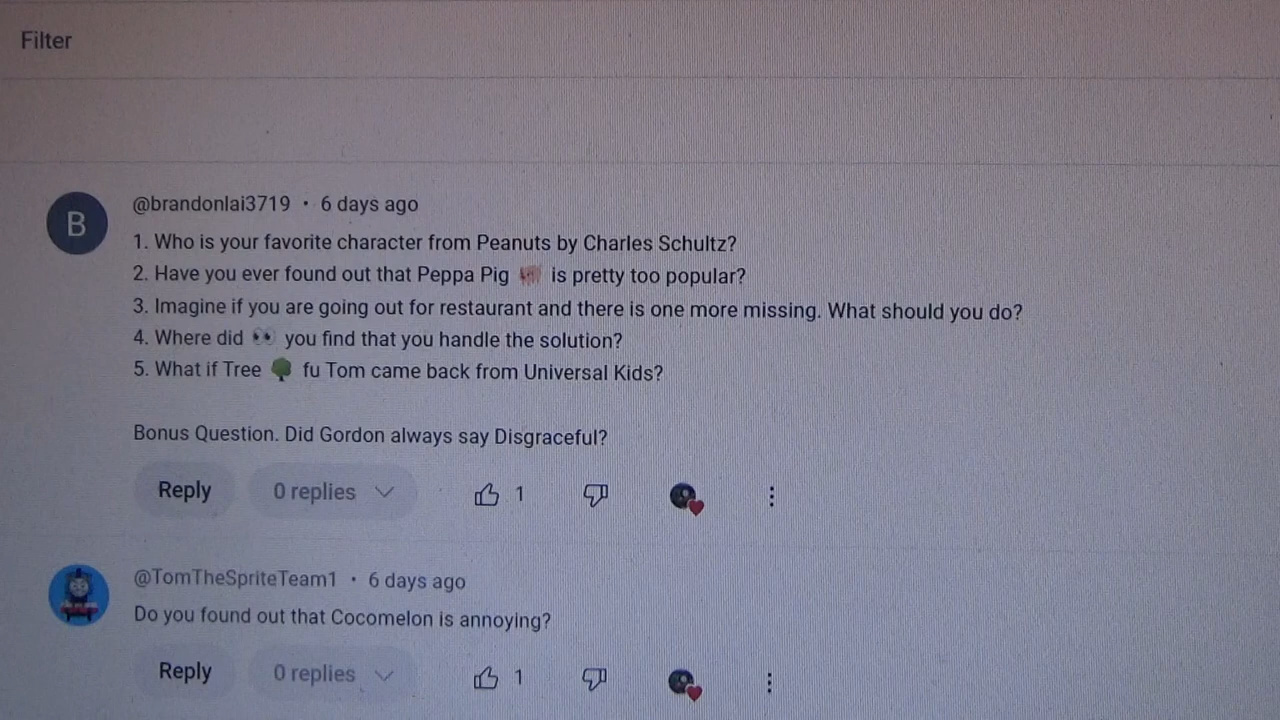 Filter
@brandonlai3719 • 6 days ago
1. Who is your favorite character from Peanuts by Charles Schultz?
2. Have you ever found out that Peppa Pig 🐖 is pretty too popular?
3. Imagine if you are going out for restaurant and there is one more missing. What should you do?
4. Where did 👀 you find that you handle the solution?
5. What if Tree 🌳 fu Tom came back from Universal Kids?
Bonus Question. Did Gordon always say Disgraceful?
Reply 0 replies 1
@TomTheSpriteTeam1 • 6 days ago
Do you found out that Cocomelon is annoying?
Reply 0 replies 1
B